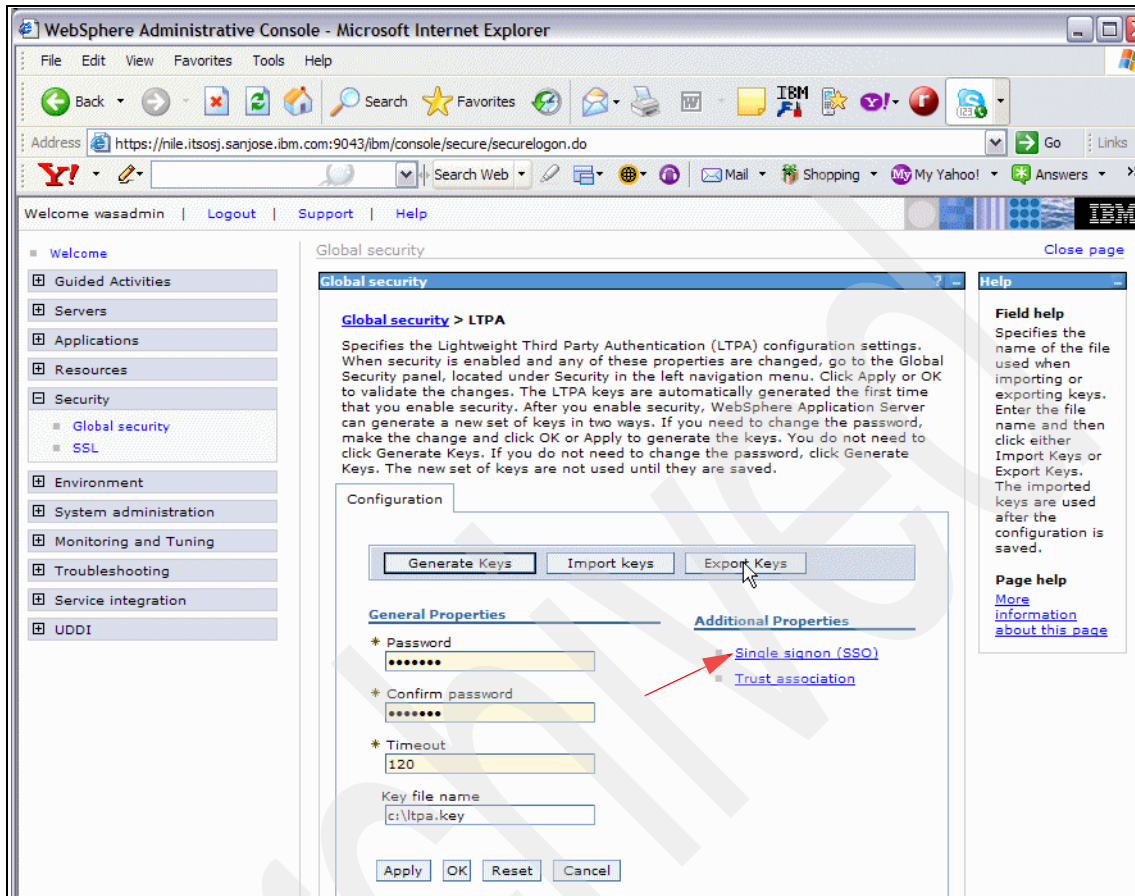 WebSphere Administrative Console - Microsoft Internet Explorer
File Edit View Favorites Tools Help
Back Search Favorites IBM
Address https://nile.itsosj.sanjose.ibm.com:9043/ibm/console/secure/securelogon.do Go Links
Y! Search Web Mail Shopping My Yahoo! Answers
Welcome wasadmin | Logout | Support | Help IBM
Welcome
Guided Activities
Servers
Applications
Resources
Security
Global security
SSL
Environment
System administration
Monitoring and Tuning
Troubleshooting
Service integration
UDDI
Global security Close page
Global security ? -
Global security > LTPA
Specifies the Lightweight Third Party Authentication (LTPA) configuration settings.
When security is enabled and any of these properties are changed, go to the Global
Security panel, located under Security in the left navigation menu. Click Apply or OK
to validate the changes. The LTPA keys are automatically generated the first time
that you enable security. After you enable security, WebSphere Application Server
can generate a new set of keys in two ways. If you need to change the password,
make the change and click OK or Apply to generate the keys. You do not need to
click Generate Keys. If you do not need to change the password, click Generate
Keys. The new set of keys are not used until they are saved.
Configuration
Generate Keys Import keys Export Keys
General Properties
* Password
•••••••
* Confirm password
•••••••
* Timeout
120
Key file name
c:\ltpa.key
Apply OK Reset Cancel
Additional Properties
Single signon (SSO)
Trust association
Help -
Field help
Specifies the
name of the file
used when
importing or
exporting keys.
Enter the file
name and then
click either
Import Keys or
Export Keys.
The imported
keys are used
after the
configuration is
saved.
Page help
More
information
about this page